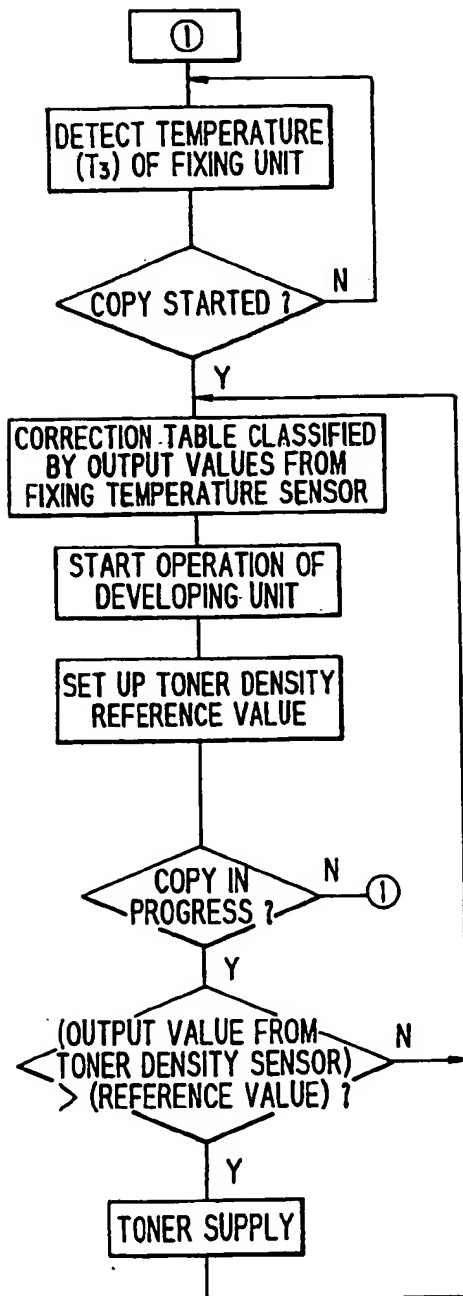 ①
DETECT TEMPERATURE
(T3) OF FIXING UNIT
N
COPY STARTED ?
Y
CORRECTION TABLE CLASSIFIED
BY OUTPUT VALUES FROM
FIXING TEMPERATURE SENSOR
START OPERATION OF
DEVELOPING UNIT
SET UP TONER DENSITY
REFERENCE VALUE
N
COPY IN
PROGRESS ?
①
Y
(OUTPUT VALUE FROM
TONER DENSITY SENSOR)
> (REFERENCE VALUE) ?
N
Y
TONER SUPPLY